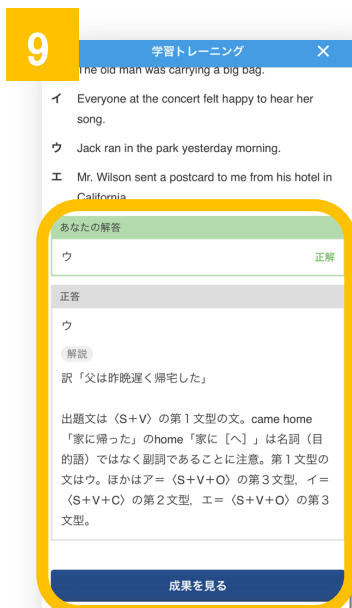 9
学習トレーニング ×
The old man was carrying a big bag.
イ Everyone at the concert felt happy to hear her
song.
ウ Jack ran in the park yesterday morning.
エ Mr. Wilson sent a postcard to me from his hotel in
California.
あなたの解答
ウ 正解
正答
ウ
解説
訳「父は昨晩遅く帰宅した」
出題文は〈S+V〉の第1文型の文。came home
「家に帰った」のhome「家に［へ］」は名詞（目
的語）ではなく副詞であることに注意。第1文型の
文はウ。ほかはア＝〈S+V+O〉の第3文型，イ＝
〈S+V+C〉の第2文型，エ＝〈S+V+O〉の第3
文型。
成果を見る